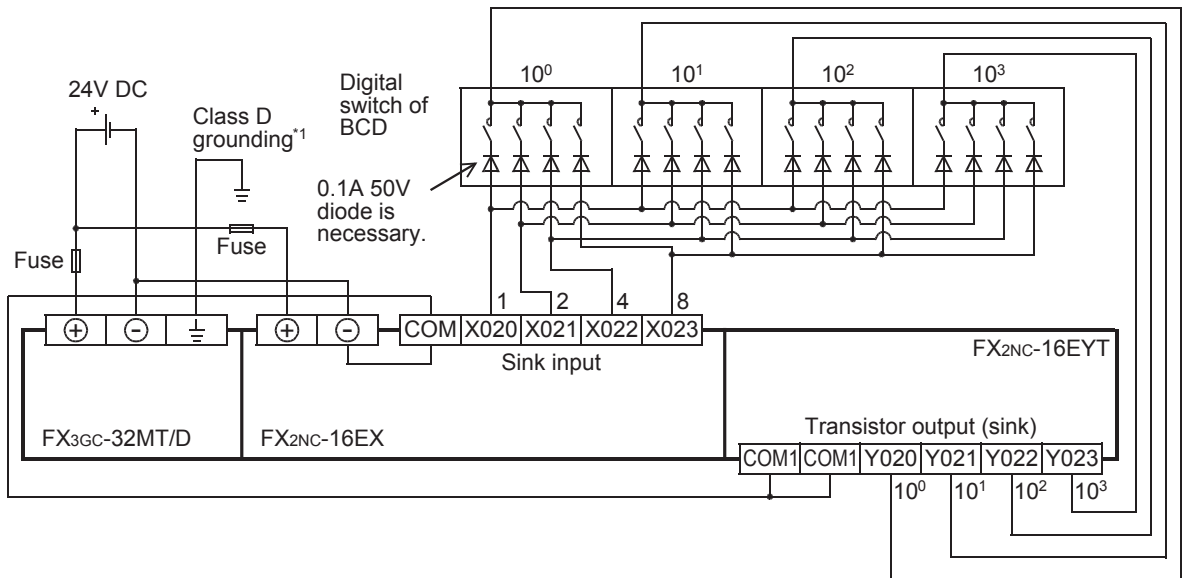 10⁰ 10¹ 10² 10³
Digital
switch of
BCD
24V DC
+
Class D
grounding*1
0.1A 50V
diode is
necessary.
Fuse
Fuse
1 2 4 8
+ - + - COM X020 X021 X022 X023
Sink input
FX2NC-16EYT
FX3GC-32MT/D
FX2NC-16EX
Transistor output (sink)
COM1 COM1 Y020 Y021 Y022 Y023
10⁰ 10¹ 10² 10³